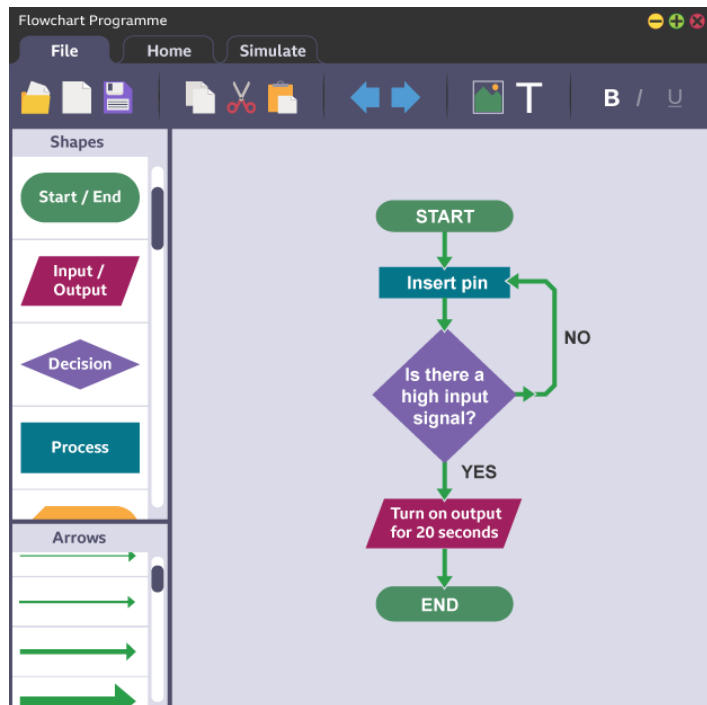 Flowchart Programme
File
Home
Simulate
T
B
I
U
Shapes
Start / End
Input /
Output
Decision
Process
Arrows
START
Insert pin
NO
Is there a
high input
signal?
YES
Turn on output
for 20 seconds
END